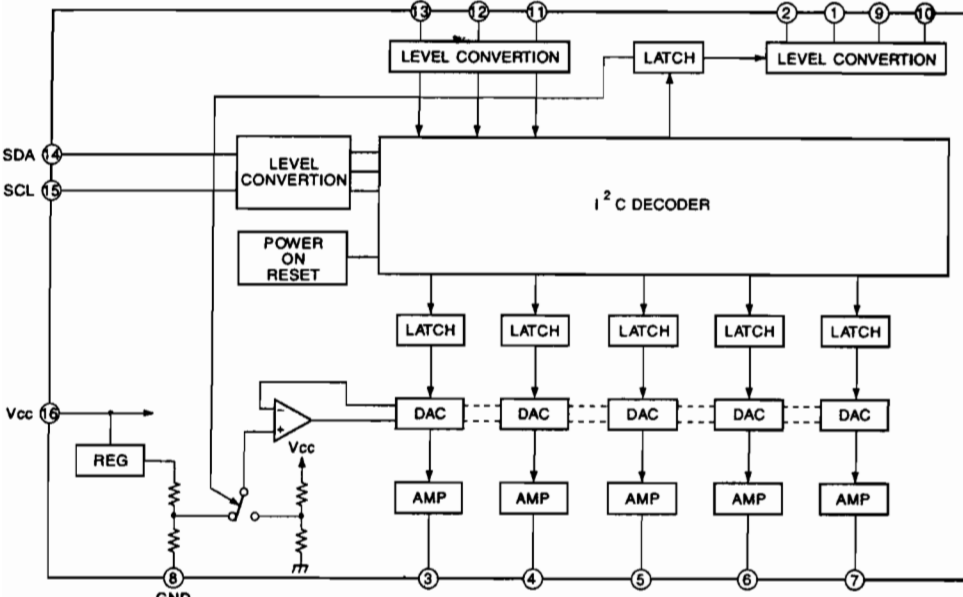 13 12 11 2 1 9 10
LEVEL CONVERTION LATCH LEVEL CONVERTION
SDA 14
LEVEL
CONVERTION
SCL 15
I²C DECODER
POWER
ON
RESET
LATCH LATCH LATCH LATCH LATCH
Vcc 16
DAC DAC DAC DAC DAC
−
+
Vcc
REG
AMP AMP AMP AMP AMP
8 3 4 5 6 7
GND